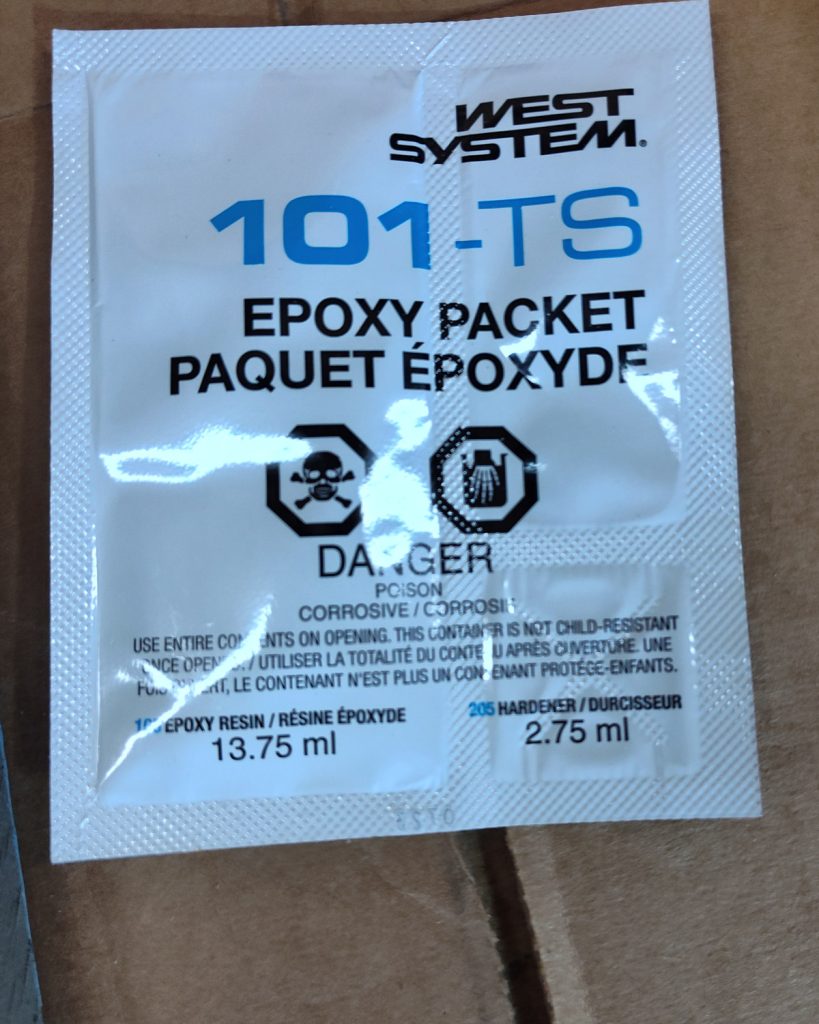 WEST
SYSTEM®
101-TS
EPOXY PACKET
PAQUET ÉPOXYDE
DANGER
POISON
CORROSIVE / CORROSIF
USE ENTIRE CONTENTS ON OPENING. THIS CONTAINER IS NOT CHILD-RESISTANT
ONCE OPENED. / UTILISER LA TOTALITÉ DU CONTENU APRÈS OUVERTURE. UNE
FOIS OUVERT, LE CONTENANT N'EST PLUS UN CONTENANT PROTÉGE-ENFANTS.
EPOXY RESIN / RÉSINE ÉPOXYDE
13.75 ml
205 HARDENER / DURCISSEUR
2.75 ml